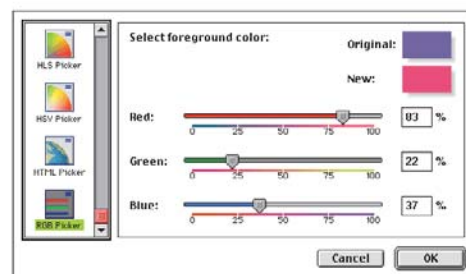 Select foreground color:
Original:
New:
HLS Picker
HSV Picker
HTML Picker
RGB Picker
Red:
83 %
0 25 50 75 100
Green:
22 %
0 25 50 75 100
Blue:
37 %
0 25 50 75 100
Cancel
OK